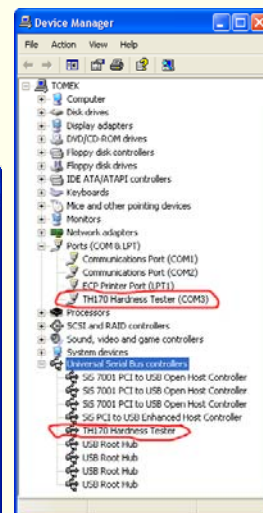 Device Manager
File Action View Help
TOMEK
Computer
Disk drives
Display adapters
DVD/CD-ROM drives
Floppy disk controllers
Floppy disk drives
IDE ATA/ATAPI controllers
Keyboards
Mice and other pointing devices
Monitors
Network adapters
Ports (COM & LPT)
Communications Port (COM1)
Communications Port (COM2)
ECP Printer Port (LPT1)
TH170 Hardness Tester (COM3)
Processors
SCSI and RAID controllers
Sound, video and game controllers
System devices
Universal Serial Bus controllers
SiS 7001 PCI to USB Open Host Controller
SiS 7001 PCI to USB Open Host Controller
SiS 7001 PCI to USB Open Host Controller
SiS PCI to USB Enhanced Host Controller
TH170 Hardness Tester
USB Root Hub
USB Root Hub
USB Root Hub
USB Root Hub